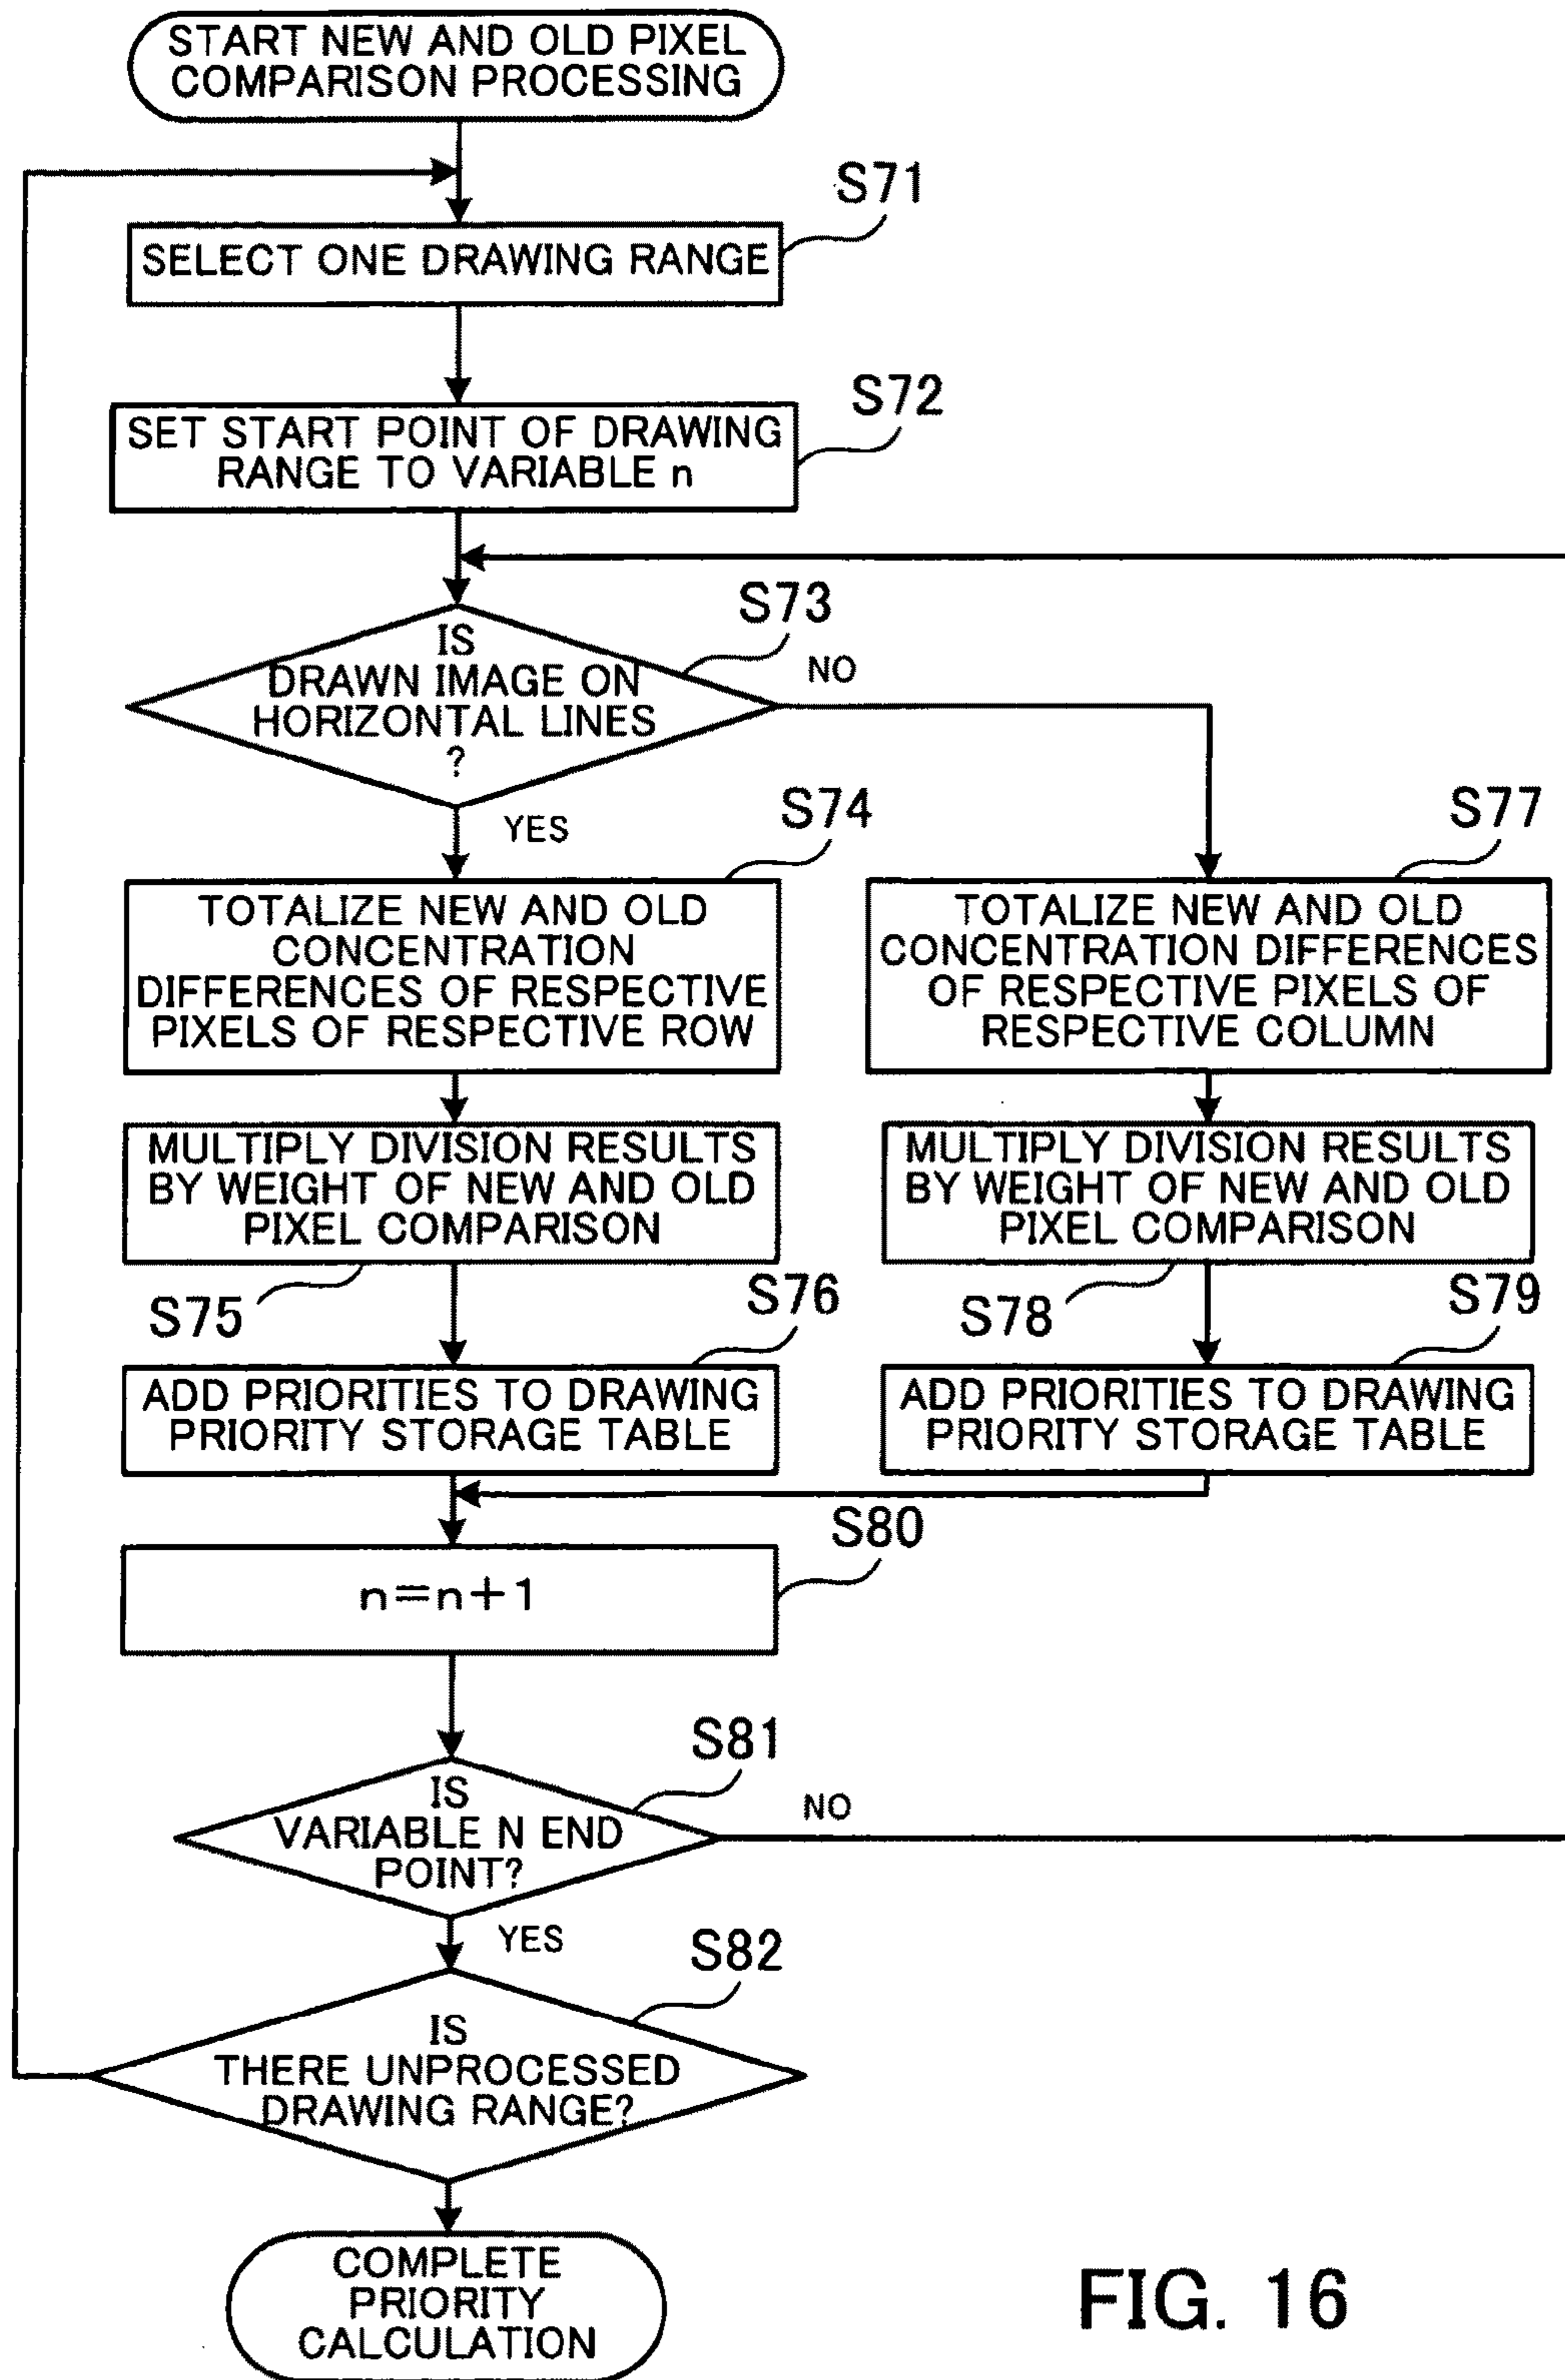 START NEW AND OLD PIXEL
COMPARISON PROCESSING
S71
SELECT ONE DRAWING RANGE
S72
SET START POINT OF DRAWING
RANGE TO VARIABLE n
S73
IS
DRAWN IMAGE ON
HORIZONTAL LINES
?
NO
YES
S74
TOTALIZE NEW AND OLD
CONCENTRATION
DIFFERENCES OF RESPECTIVE
PIXELS OF RESPECTIVE ROW
S77
TOTALIZE NEW AND OLD
CONCENTRATION DIFFERENCES
OF RESPECTIVE PIXELS OF
RESPECTIVE COLUMN
MULTIPLY DIVISION RESULTS
BY WEIGHT OF NEW AND OLD
PIXEL COMPARISON
S75
MULTIPLY DIVISION RESULTS
BY WEIGHT OF NEW AND OLD
PIXEL COMPARISON
S78
S76
ADD PRIORITIES TO DRAWING
PRIORITY STORAGE TABLE
S79
ADD PRIORITIES TO DRAWING
PRIORITY STORAGE TABLE
S80
n=n+1
S81
IS
VARIABLE N END
POINT?
NO
YES
S82
IS
THERE UNPROCESSED
DRAWING RANGE?
COMPLETE
PRIORITY
CALCULATION
FIG. 16